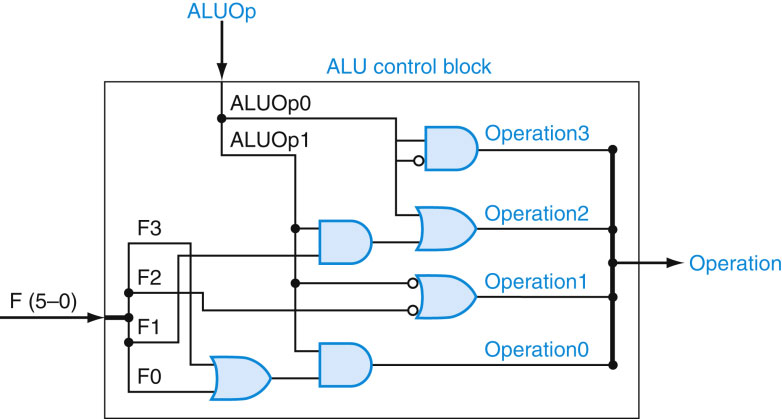 ALUOp
ALU control block
ALUOp0
ALUOp1
Operation3
Operation2
F3
Operation
F2
Operation1
F (5–0)
F1
Operation0
F0